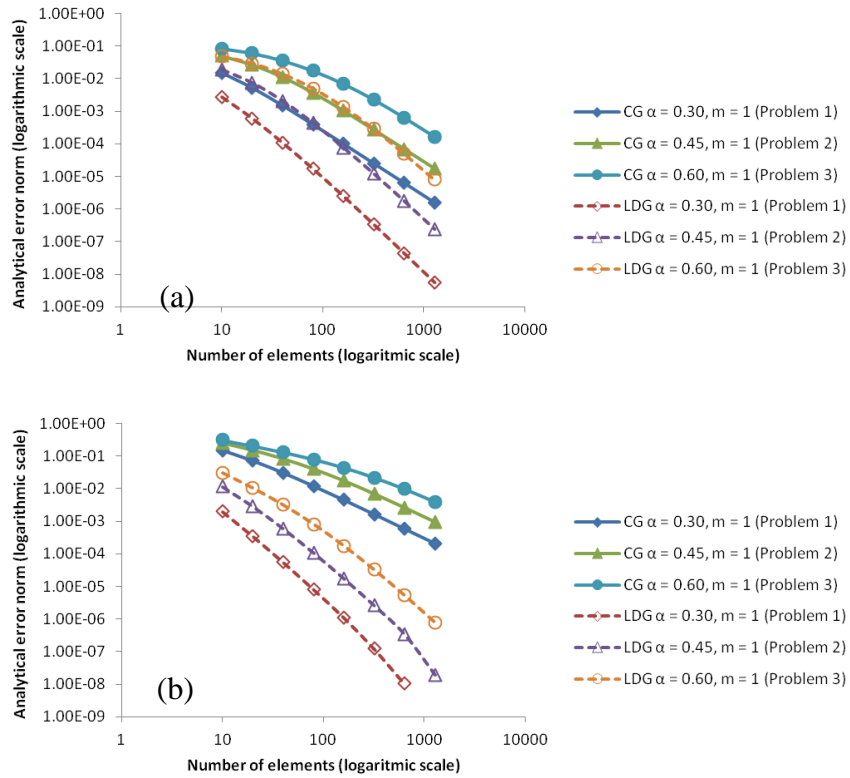 1.00E+00
1.00E-01
1.00E-02
1.00E-03
1.00E-04
1.00E-05
1.00E-06
1.00E-07
1.00E-08
1.00E-09
Analytical error norm (logarithmic scale)
(a)
1 10 100 1000 10000
Number of elements (logaritmic scale)
CG α = 0.30, m = 1 (Problem 1)
CG α = 0.45, m = 1 (Problem 2)
CG α = 0.60, m = 1 (Problem 3)
LDG α = 0.30, m = 1 (Problem 1)
LDG α = 0.45, m = 1 (Problem 2)
LDG α = 0.60, m = 1 (Problem 3)
1.00E+00
1.00E-01
1.00E-02
1.00E-03
1.00E-04
1.00E-05
1.00E-06
1.00E-07
1.00E-08
1.00E-09
Analytical error norm (logarithmic scale)
(b)
1 10 100 1000 10000
Number of elements (logaritmic scale)
CG α = 0.30, m = 1 (Problem 1)
CG α = 0.45, m = 1 (Problem 2)
CG α = 0.60, m = 1 (Problem 3)
LDG α = 0.30, m = 1 (Problem 1)
LDG α = 0.45, m = 1 (Problem 2)
LDG α = 0.60, m = 1 (Problem 3)